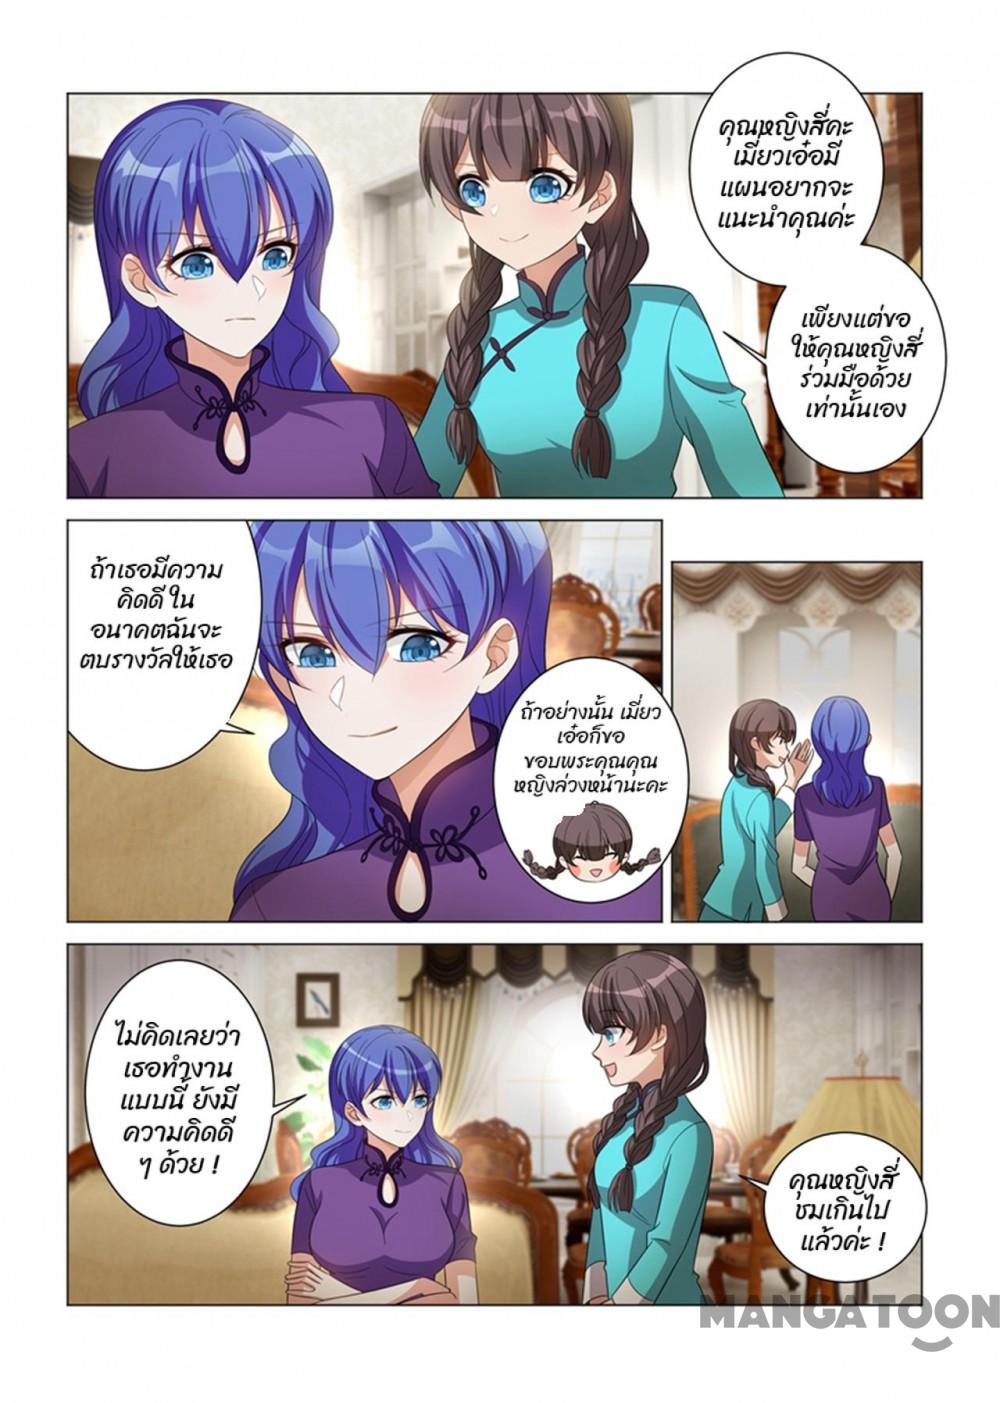 คุณหญิงสี่คะ
เมี่ยวเอ๋อมี
แผนอยากจะ
แนะนำคุณค่ะ
เพียงแต่ขอ
ให้คุณหญิงสี่
ร่วมมือด้วย
เท่านั้นเอง
ถ้าเธอมีความ
คิดดี ใน
อนาคตฉันจะ
ตบรางวัลให้เธอ
ถ้าอย่างนั้น เมี่ยว
เอ๋อก็ขอ
ขอบพระคุณคุณ
หญิงล่วงหน้านะคะ
ไม่คิดเลยว่า
เธอทำงาน
แบบนี้ ยังมี
ความคิดดี
ๆ ด้วย !
คุณหญิงสี่
ชมเกินไป
แล้วค่ะ !
MANGATOON